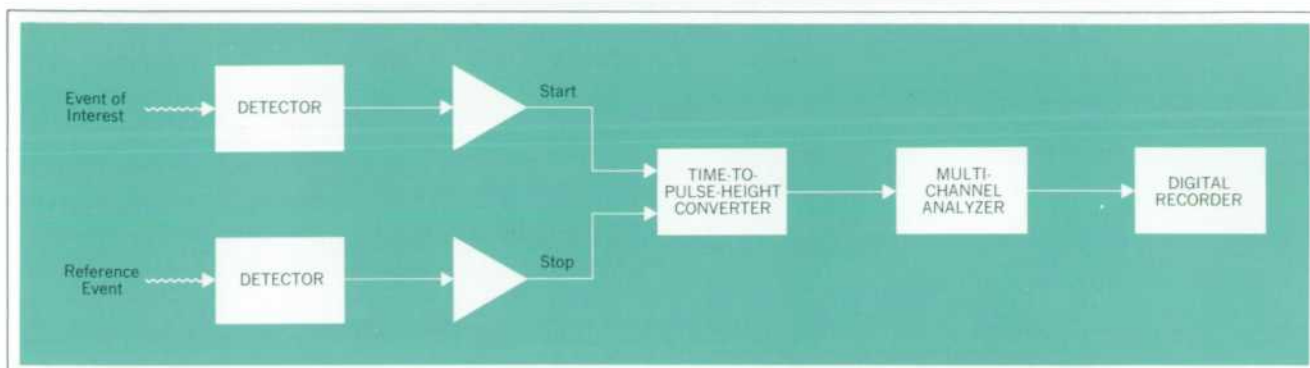 Event of
Interest
DETECTOR
Start
TIME-TO-
PULSE-HEIGHT
CONVERTER
MULTI-
CHANNEL
ANALYZER
DIGITAL
RECORDER
Reference
Event
DETECTOR
Stop